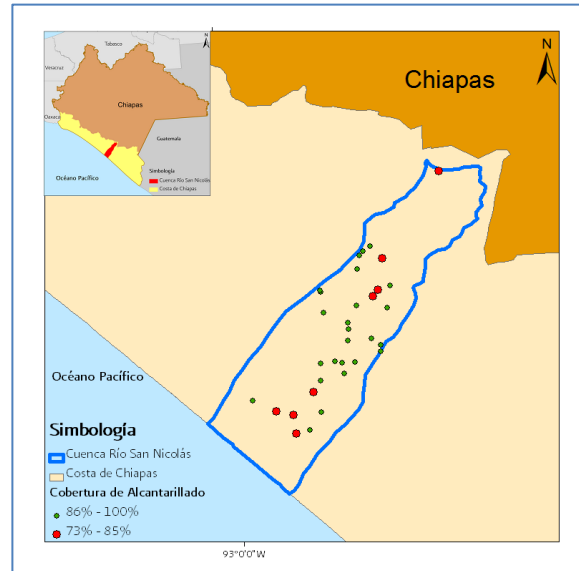 Tabasco
N
Veracruz
Chiapas
Oaxaca
Guatemala
Océano Pacífico
Simbología
Cuenca Río San Nicolás
Costa de Chiapas
Chiapas
N
Océano Pacífico
Simbología
Cuenca Río San Nicolás
Costa de Chiapas
Cobertura de Alcantarillado
86% - 100%
73% - 85%
93°0'0"W